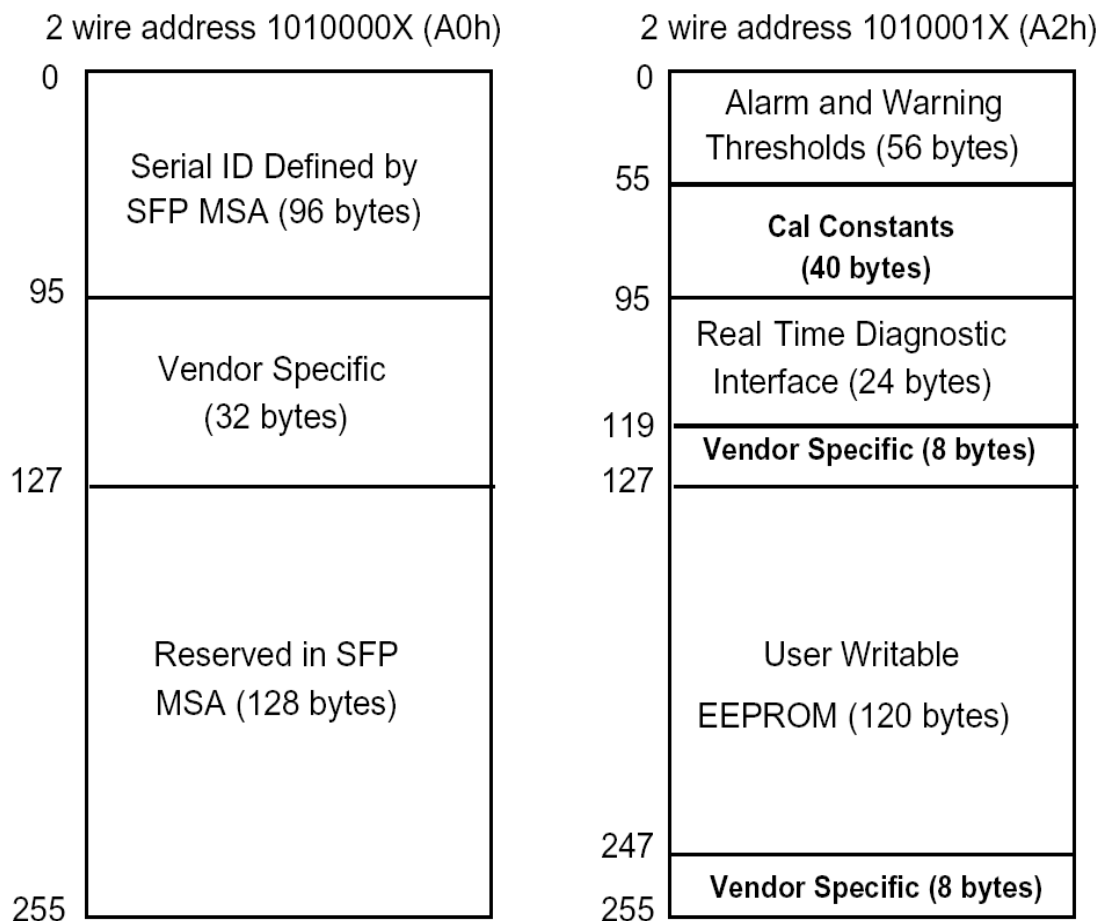 2 wire address 1010000X (A0h)
0
Serial ID Defined by
SFP MSA (96 bytes)
95
Vendor Specific
(32 bytes)
127
Reserved in SFP
MSA (128 bytes)
255
2 wire address 1010001X (A2h)
0
Alarm and Warning
Thresholds (56 bytes)
55
Cal Constants
(40 bytes)
95
Real Time Diagnostic
Interface (24 bytes)
119
Vendor Specific (8 bytes)
127
User Writable
EEPROM (120 bytes)
247
Vendor Specific (8 bytes)
255